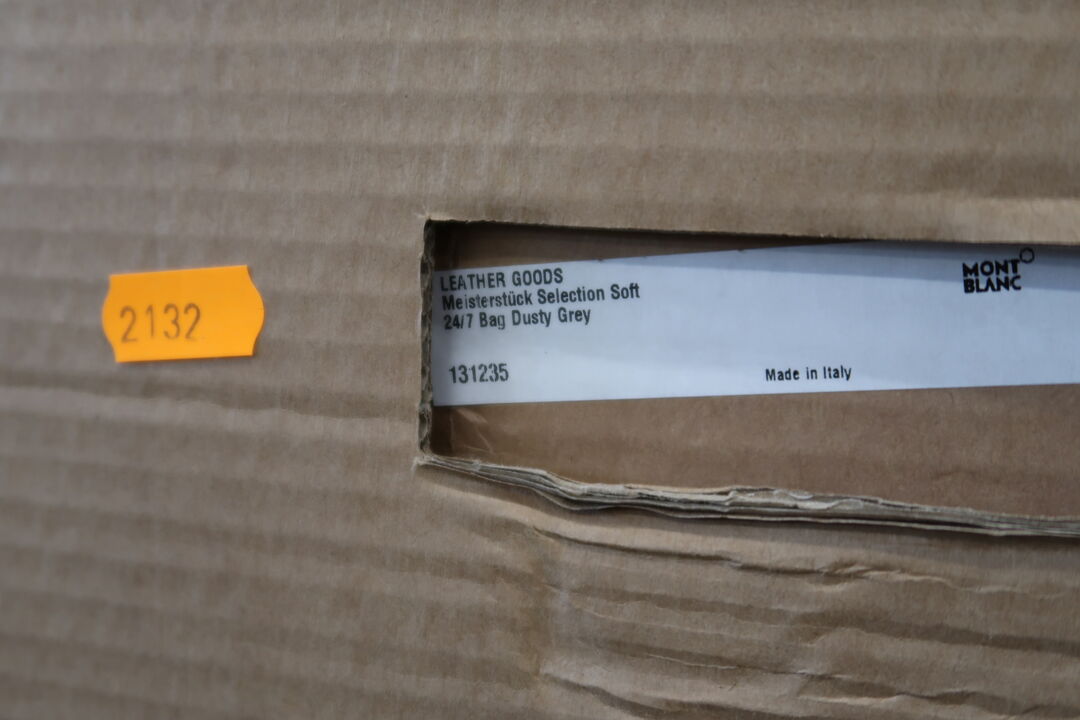 2132
LEATHER GOODS
Meisterstück Selection Soft
24/7 Bag Dusty Grey
131235
Made in Italy
MONT
BLANC